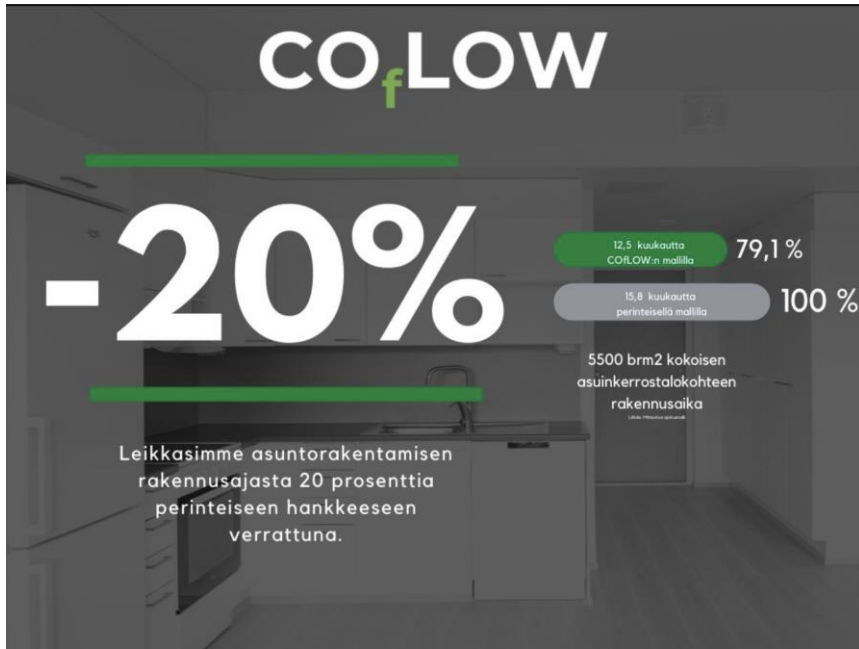 COfLOW
-20%
Leikkasimme asuntorakentamisen
rakennusajasta 20 prosenttia
perinteiseen hankkeeseen
verrattuna.
12,5 kuukautta
COfLOW:n mallilla
79,1 %
15,8 kuukautta
perinteisellä mallilla
100 %
5500 brm2 kokoisen
asuinkerrostalokohteen
rakennusaika